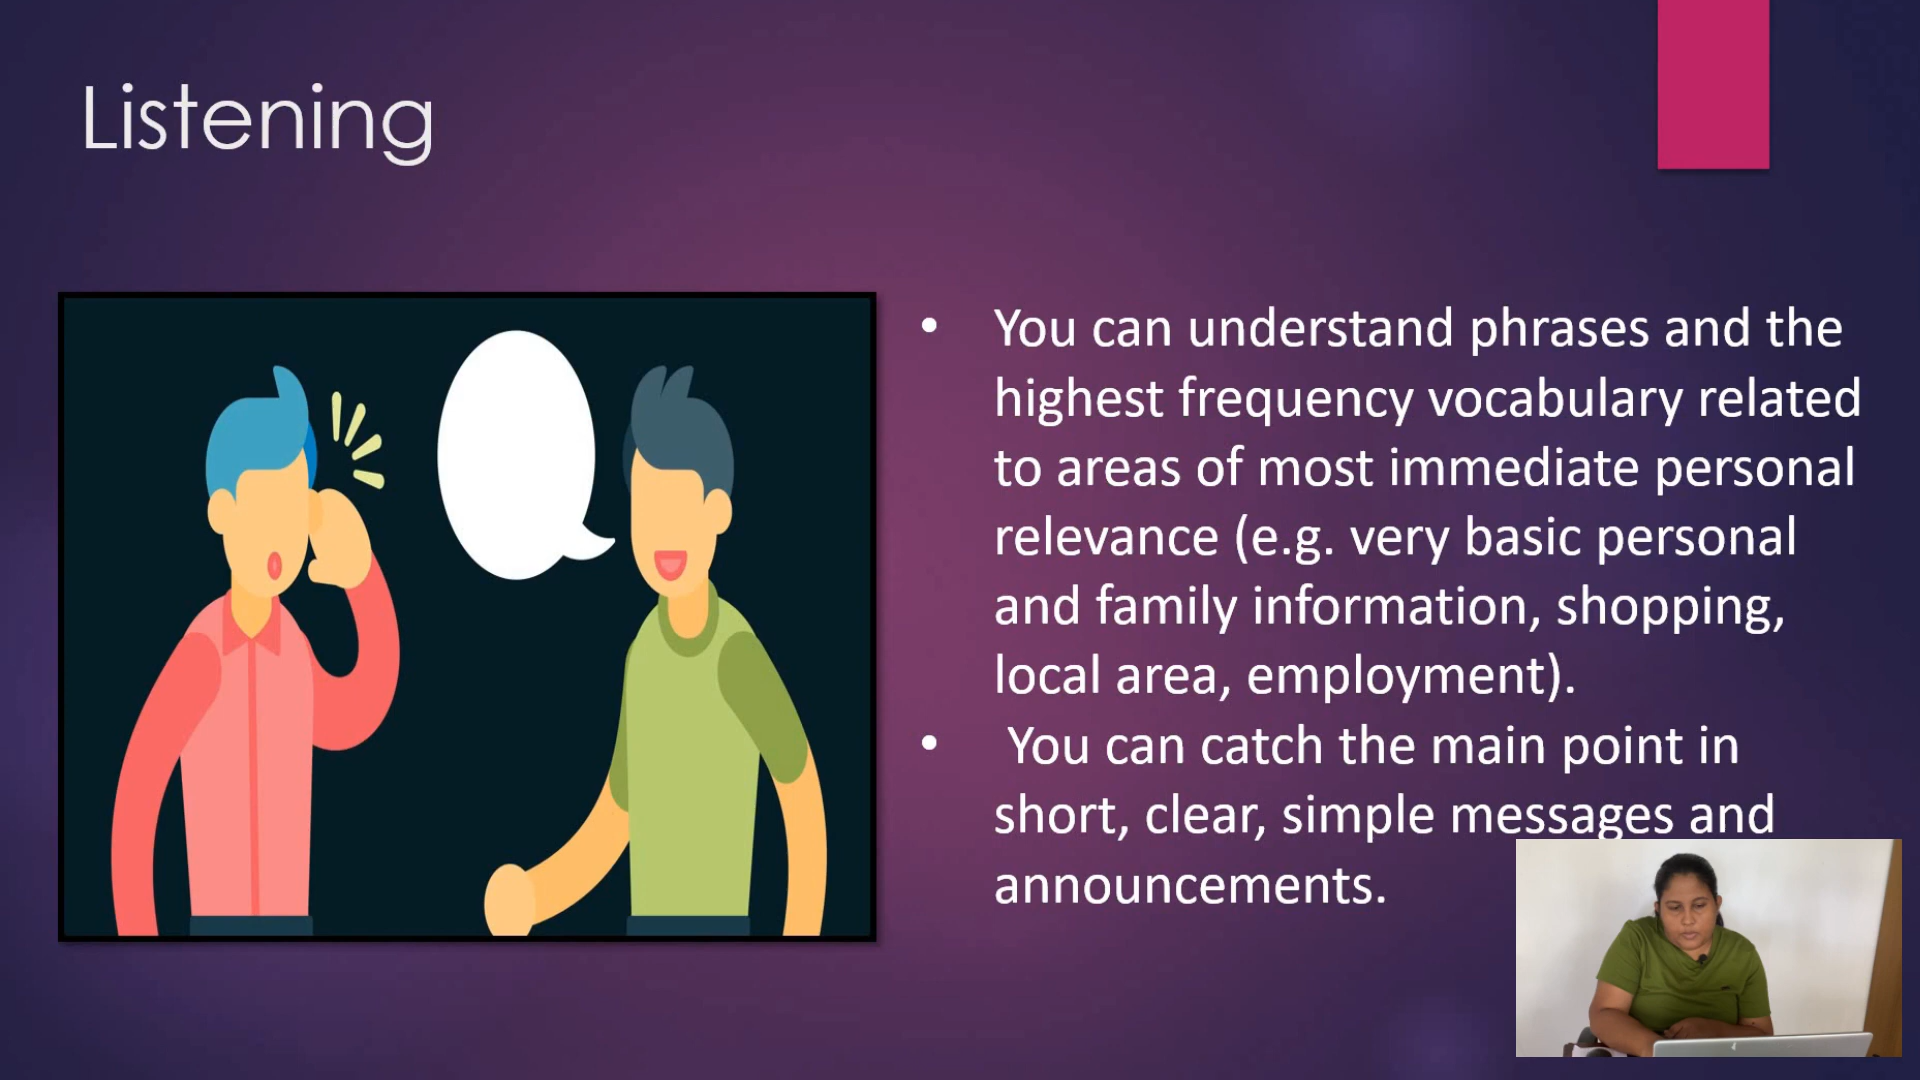 Listening
• You can understand phrases and the
highest frequency vocabulary related
to areas of most immediate personal
relevance (e.g. very basic personal
and family information, shopping,
local area, employment).
• You can catch the main point in
short, clear, simple messages and
announcements.